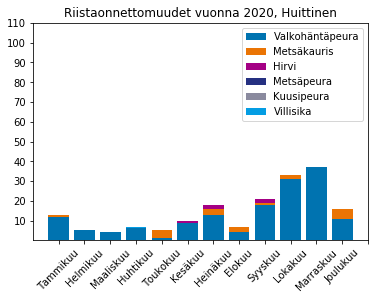 Riistaonnettomuudet vuonna 2020, Huittinen
110
100
90
80
70
60
50
40
30
20
10
Valkohäntäpeura
Metsäkauris
Hirvi
Metsäpeura
Kuusipeura
Villisika
Tammikuu
Helmikuu
Maaliskuu
Huhtikuu
Toukokuu
Kesäkuu
Heinäkuu
Elokuu
Syyskuu
Lokakuu
Marraskuu
Joulukuu